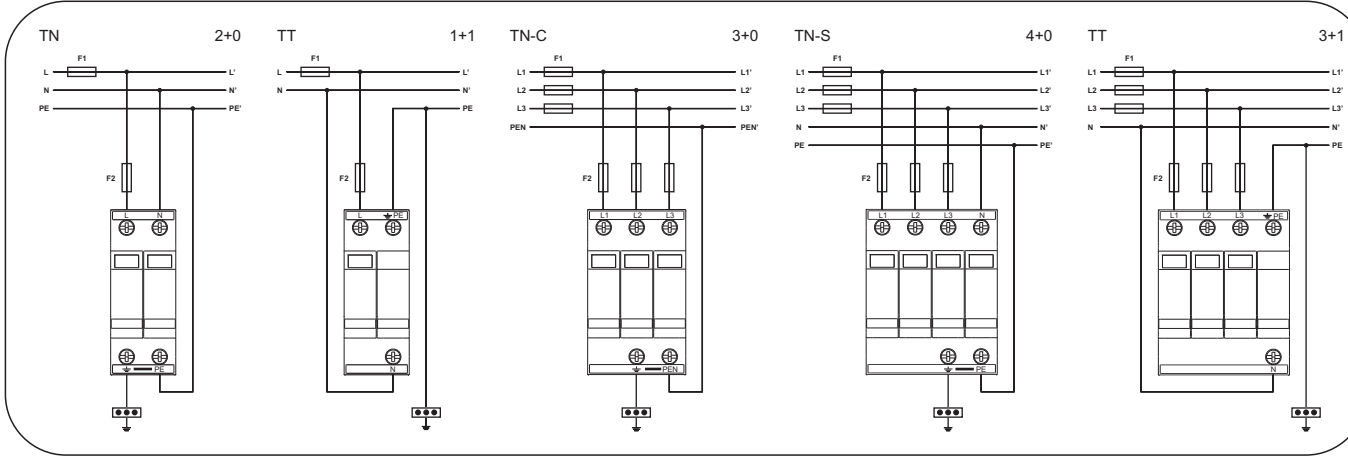 TN 2+0
F1
L L'
N N'
PE PE'
F2
L N
PE
TT 1+1
F1
L L'
N N'
PE
F2
L PE
N
TN-C 3+0
F1
L1 L1'
L2 L2'
L3 L3'
PEN PEN'
F2
L1 L2 L3
PEN
TN-S 4+0
F1
L1 L1'
L2 L2'
L3 L3'
N N'
PE PE'
F2
L1 L2 L3 N
PE
TT 3+1
F1
L1 L1'
L2 L2'
L3 L3'
N N'
PE
F2
L1 L2 L3 PE
N